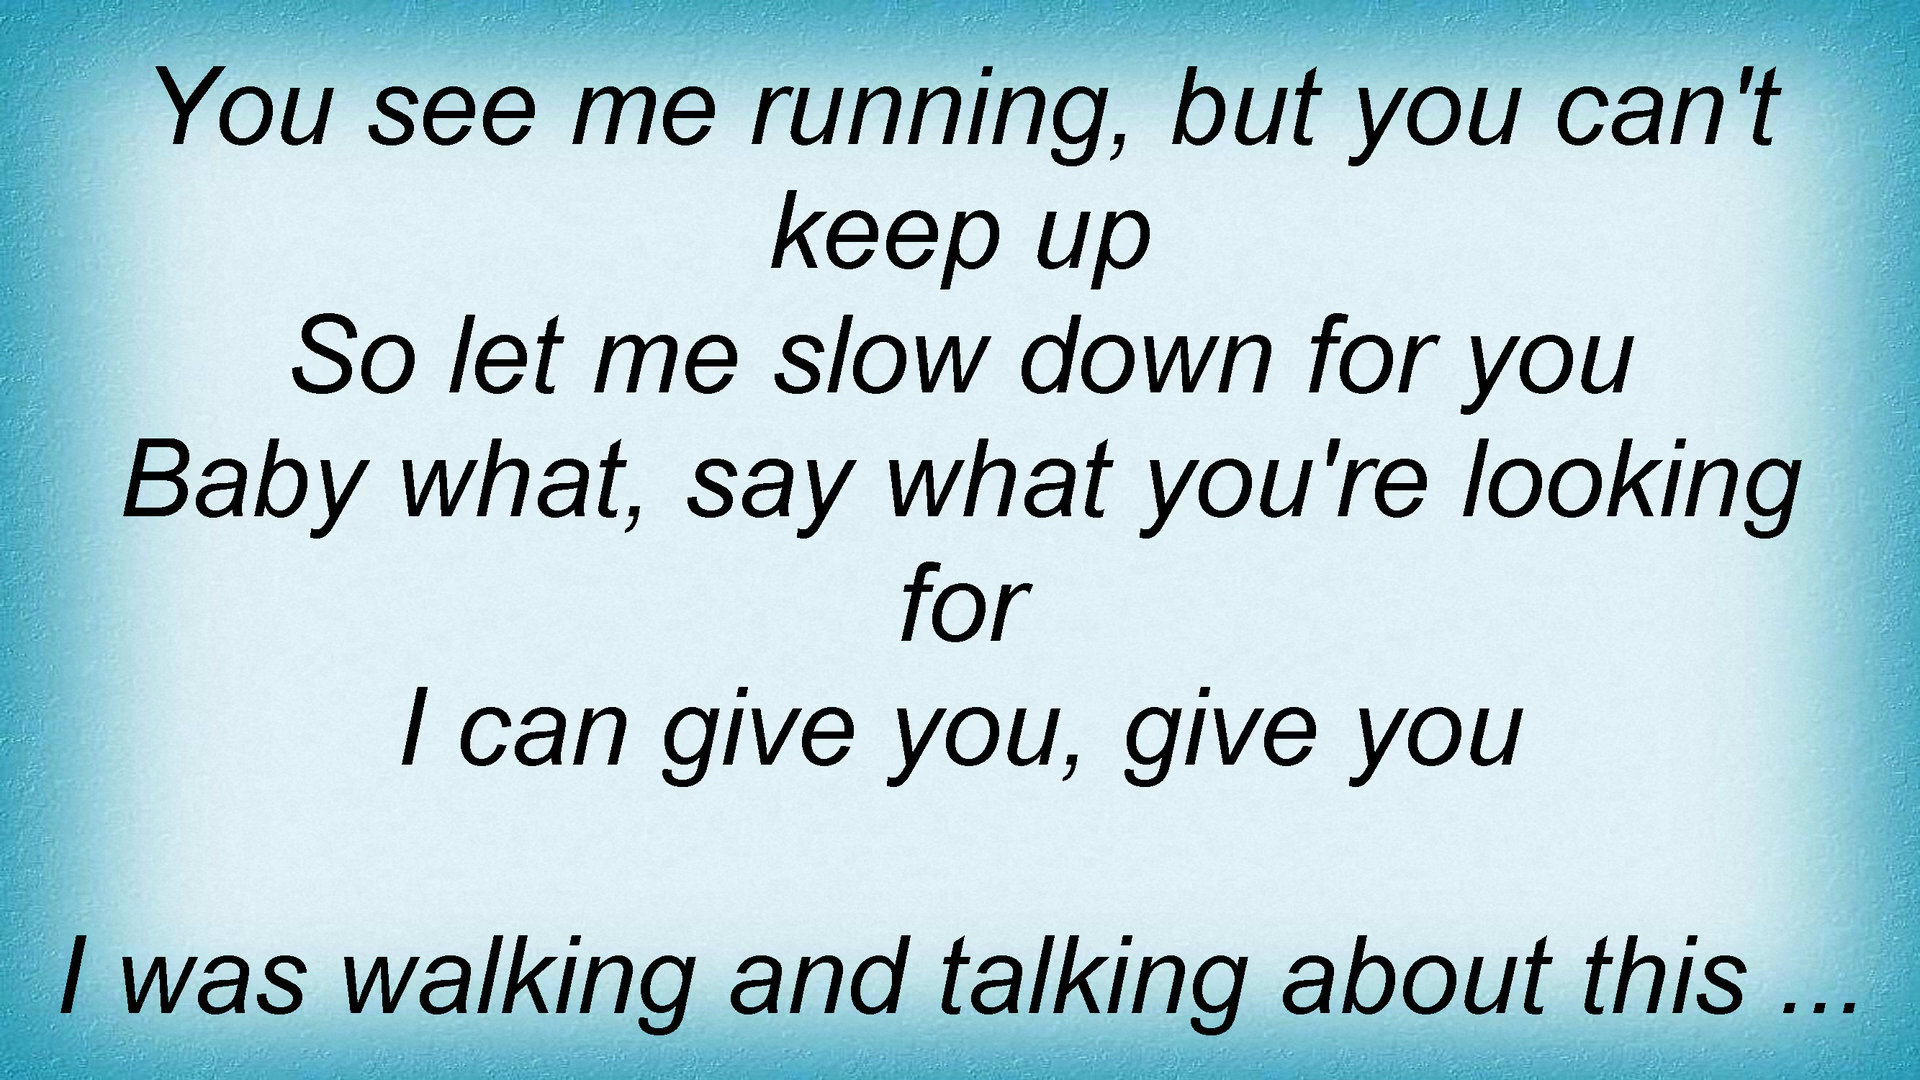 You see me running, but you can't
keep up
So let me slow down for you
Baby what, say what you're looking
for
I can give you, give you
I was walking and talking about this ...